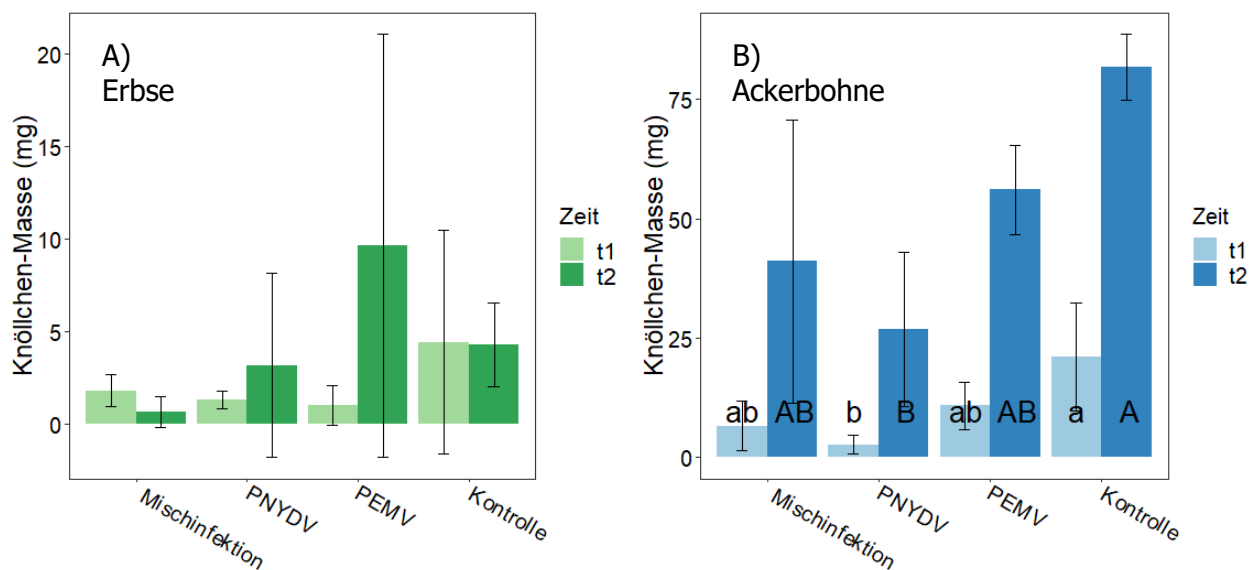 A)
Erbse
Knöllchen-Masse (mg)
20
15
10
5
0
Mischinfektion
PNYDV
PEMV
Kontrolle
Zeit
t1
t2
B)
Ackerbohne
Knöllchen-Masse (mg)
75
50
25
0
ab AB b B ab AB a A
Mischinfektion
PNYDV
PEMV
Kontrolle
Zeit
t1
t2